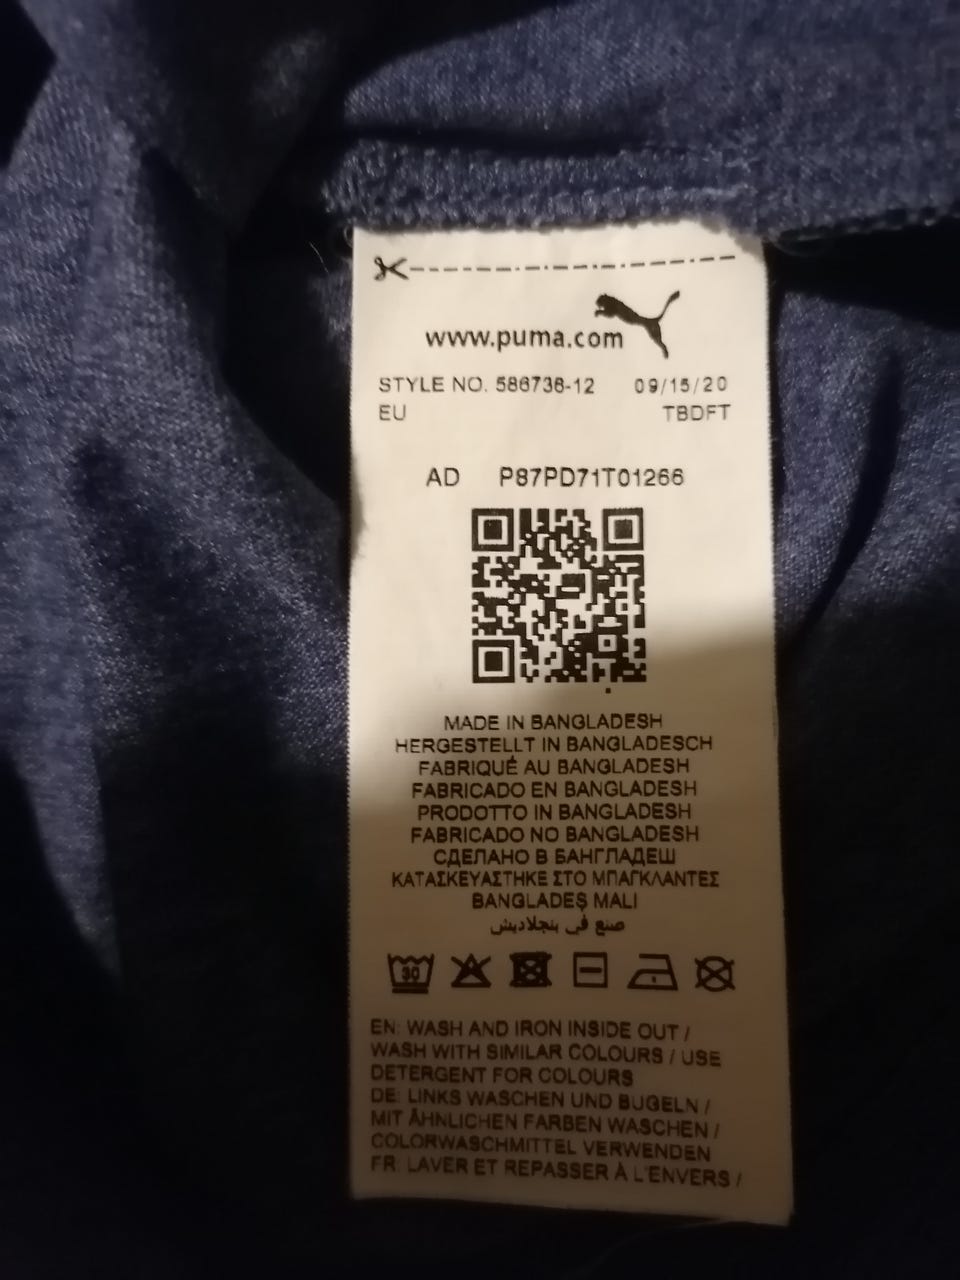 www.puma.com
STYLE NO. 586736-12 09/15/20
EU TBDFT
AD P87PD71T01266
MADE IN BANGLADESH
HERGESTELLT IN BANGLADESCH
FABRIQUÉ AU BANGLADESH
FABRICADO EN BANGLADESH
PRODOTTO IN BANGLADESH
FABRICADO NO BANGLADESH
СДЕЛАНО В БАНГЛАДЕШ
ΚΑΤΑΣΚΕΥΑΣΤΗΚΕ ΣΤΟ ΜΠΑΓΚΛΑΝΤΕΣ
BANGLADEŞ MALI
صنع في بنجلاديش
30
EN: WASH AND IRON INSIDE OUT /
WASH WITH SIMILAR COLOURS / USE
DETERGENT FOR COLOURS
DE: LINKS WASCHEN UND BUGELN /
MIT ÄHNLICHEN FARBEN WASCHEN /
COLORWASCHMITTEL VERWENDEN
FR: LAVER ET REPASSER À L'ENVERS /